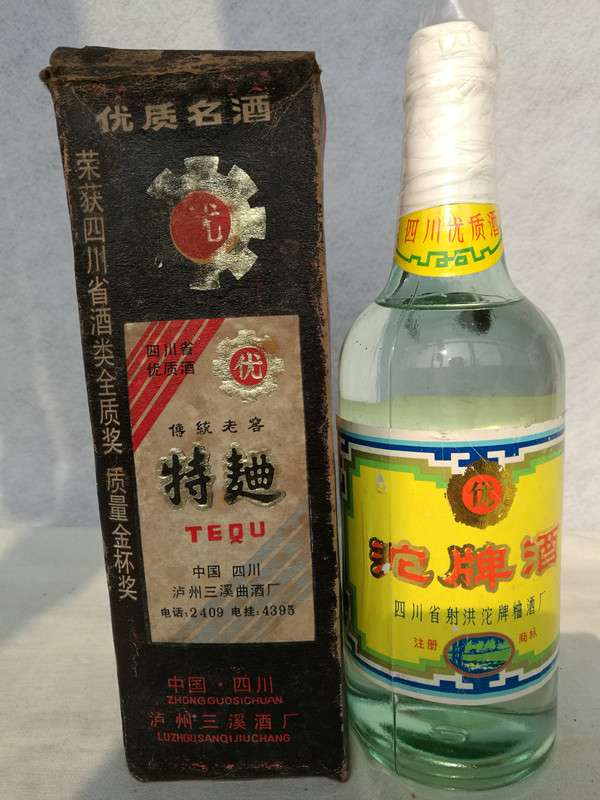 优质名酒
优
荣获四川省酒类全质奖 质量金杯奖
四川省
优质酒
优
傳統老窖
特麯
TEQU
中国 四川
泸州三溪曲酒厂
电话:2409 电挂:4395
中国·四川
ZHONGGUOSICHUAN
泸州三溪酒厂
LUZHOUSANQIJIUCHANG
四川优质酒
优
沱牌酒
四川省射洪沱牌曲酒厂
注册 商标